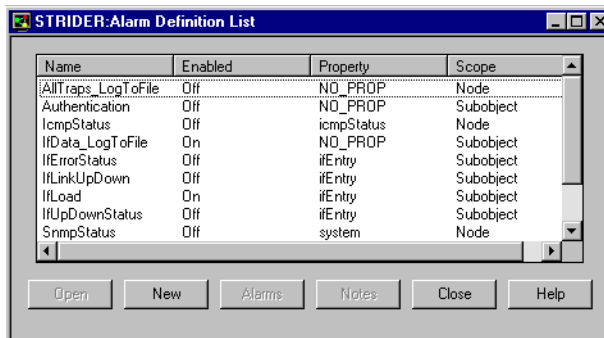 STRIDER:Alarm Definition List
Name Enabled Property Scope
AllTraps_LogToFile Off NO_PROP Node
Authentication Off NO_PROP Subobject
IcmpStatus Off icmpStatus Node
IfData_LogToFile On NO_PROP Subobject
IfErrorStatus Off ifEntry Subobject
IfLinkUpDown Off ifEntry Subobject
IfLoad On ifEntry Subobject
IfUpDownStatus Off ifEntry Subobject
SnmpStatus Off system Node
Open New Alarms Notes Close Help